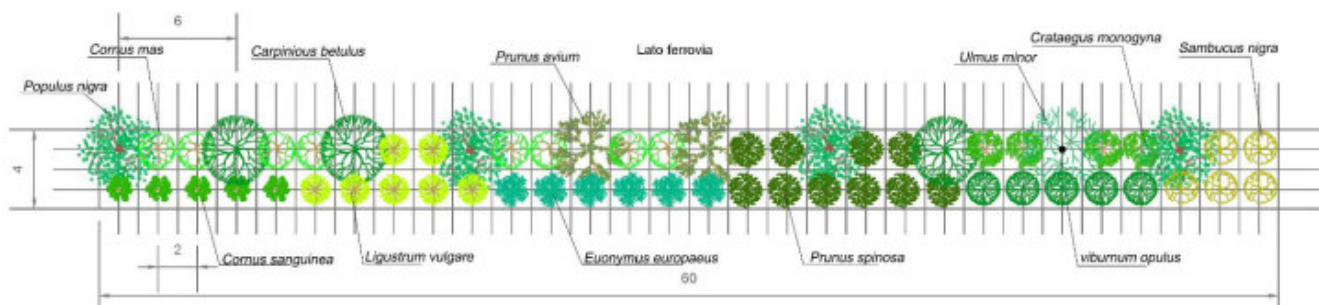 6
Cornus mas
Carpinious betulus
Prunus avium
Lato ferrovia
Crataegus monogyna
Ulmus minor
Sambucus nigra
Populus nigra
4
2
Cornus sanguinea
Ligustrum vulgare
Euonymus europaeus
Prunus spinosa
viburnum opulus
60